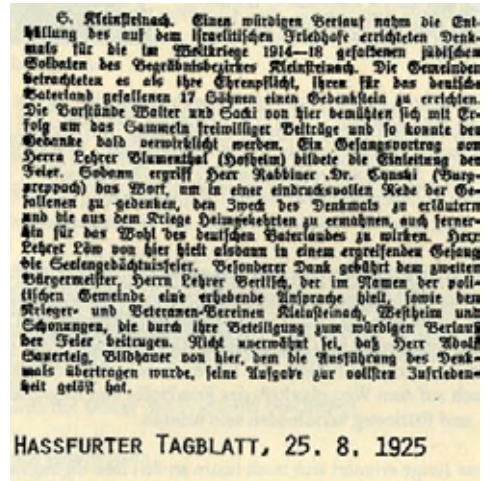 S. Kleinsteinach. Einen würdigen Verlauf nahm die Ent-
hüllung des auf dem Israelitischen Friedhofe errichteten Denk-
mals für die im Weltkriege 1914—18 gefallenen jüdischen
Soldaten des Begräbnisbezirkes Kleinsteinach. Die Gemeinden
betrachteten es als ihre Ehrenpflicht, ihren für das deutsche
Vaterland gefallenen 17 Söhnen einen Gedenkstein zu errichten.
Die Vorstände Walter und Sacki von hier bemühten sich mit Er-
folg um das Sammeln freiwilliger Beiträge und so konnte der
Gedanke bald verwirklicht werden. Ein Gesangsvortrag von
Herrn Lehrer Blumenthal (Hofheim) bildete die Einleitung der
Feier. Sodann ergriff Herr Rabbiner Dr. Cynski (Burg-
preppach) das Wort, um in einer eindrucksvollen Rede der Ge-
fallenen zu gedenken, den Zweck des Denkmals zu erläutern
und die aus dem Kriege Heimgekehrten zu ermahnen, auch ferner-
hin für das Wohl des deutschen Vaterlandes zu wirken. Herr
Lehrer Löw von hier hielt alsdann in einem ergreifenden Gesang
die Seelengedächtnisfeier. Besonderer Dank gebührt dem zweiten
Bürgermeister, Herrn Lehrer Gerlisch, der im Namen der poli-
tischen Gemeinde eine erhebende Ansprache hielt, sowie den
Krieger- und Veteranen-Vereinen Kleinsteinach, Westheim und
Schonungen, die durch ihre Beteiligung zum würdigen Verlauf
der Feier beitrugen. Nicht unerwähnt sei, daß Herr Adolf
Sauerteig, Bildhauer von hier, dem die Ausführung des Denk-
mals übertragen wurde, seine Aufgabe zur vollsten Zufrieden-
heit gelöst hat.
HASSFURTER TAGBLATT, 25. 8. 1925